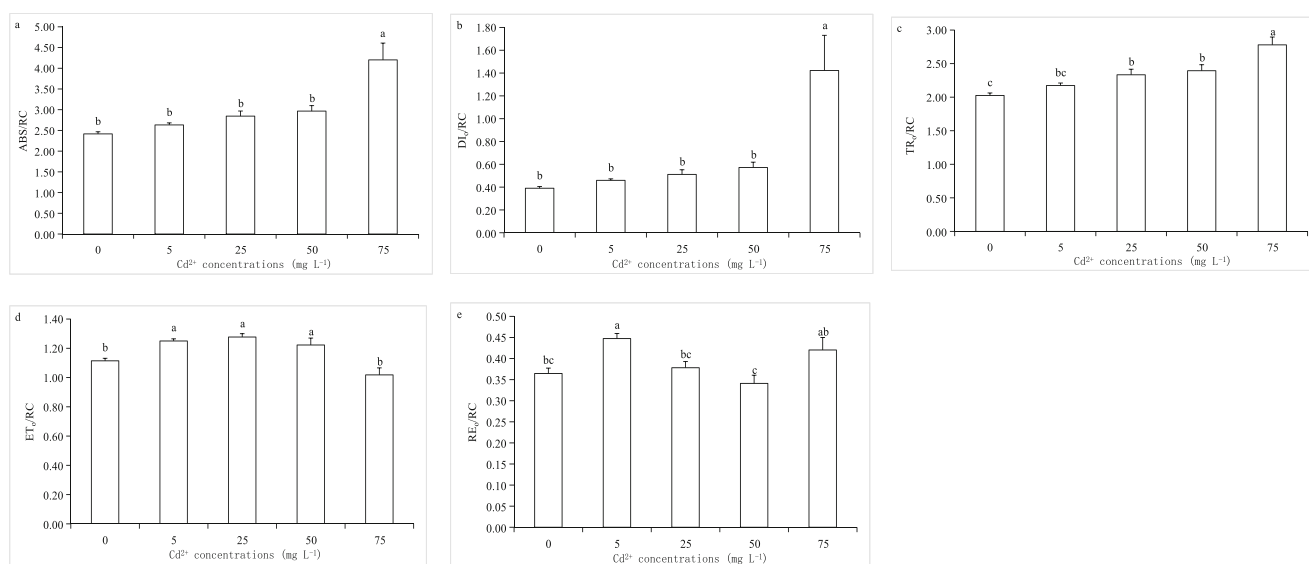 a
5.00
4.50
4.00
3.50
3.00
2.50
2.00
1.50
1.00
0.50
0.00
ABS/RC
b
b
b
b
a
0
5
25
50
75
Cd²⁺ concentrations (mg L⁻¹)
b
1.80
1.60
1.40
1.20
1.00
0.80
0.60
0.40
0.20
0.00
DIₒ/RC
b
b
b
b
a
0
5
25
50
75
Cd²⁺ concentrations (mg L⁻¹)
c
3.00
2.50
2.00
1.50
1.00
0.50
0.00
TRₒ/RC
c
bc
b
b
a
0
5
25
50
75
Cd²⁺ concentrations (mg L⁻¹)
d
1.40
1.20
1.00
0.80
0.60
0.40
0.20
0.00
ETₒ/RC
b
a
a
a
b
0
5
25
50
75
Cd²⁺ concentrations (mg L⁻¹)
e
0.50
0.45
0.40
0.35
0.30
0.25
0.20
0.15
0.10
0.05
0.00
REₒ/RC
bc
a
bc
c
ab
0
5
25
50
75
Cd²⁺ concentrations (mg L⁻¹)